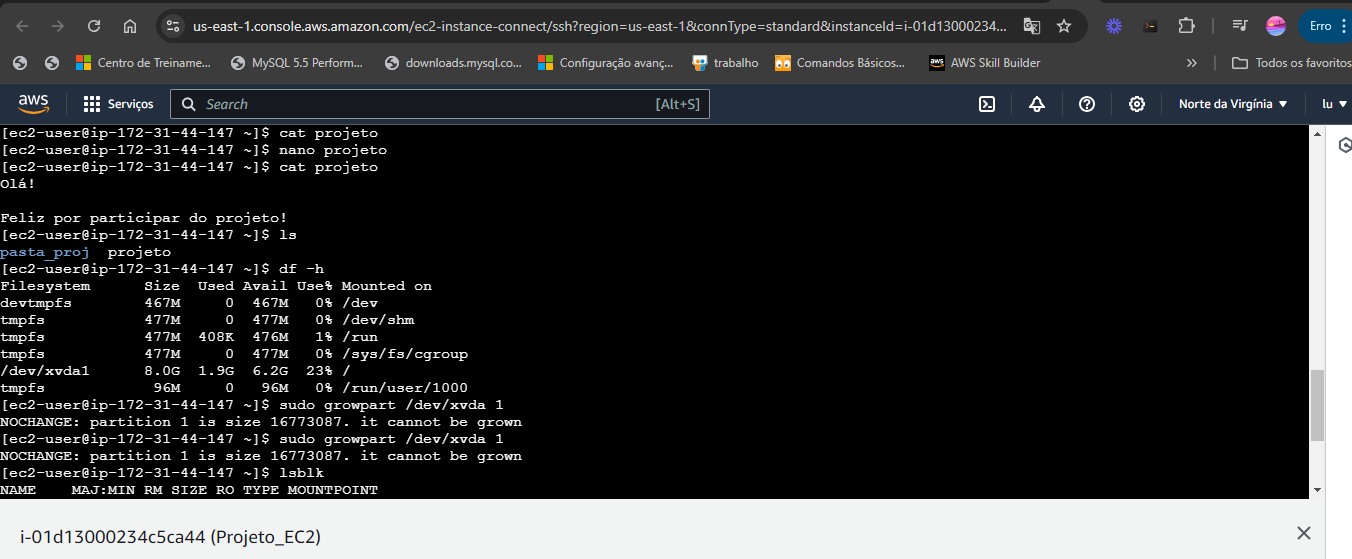 us-east-1.console.aws.amazon.com/ec2-instance-connect/ssh?region=us-east-1&connType=standard&instanceId=i-01d13000234...
Erro
Centro de Treiname...
MySQL 5.5 Perform...
downloads.mysql.co...
Configuração avanç...
trabalho
Comandos Básicos...
aws
AWS Skill Builder
»
Todos os favoritos
aws
Serviços
Search
[Alt+S]
Norte da Virgínia
lu
[ec2-user@ip-172-31-44-147 ~]$ cat projeto
[ec2-user@ip-172-31-44-147 ~]$ nano projeto
[ec2-user@ip-172-31-44-147 ~]$ cat projeto
Olá!
Feliz por participar do projeto!
[ec2-user@ip-172-31-44-147 ~]$ ls
pasta_proj  projeto
[ec2-user@ip-172-31-44-147 ~]$ df -h
Filesystem      Size  Used Avail Use% Mounted on
devtmpfs        467M     0  467M   0% /dev
tmpfs           477M     0  477M   0% /dev/shm
tmpfs           477M  408K  476M   1% /run
tmpfs           477M     0  477M   0% /sys/fs/cgroup
/dev/xvda1      8.0G  1.9G  6.2G  23% /
tmpfs            96M     0   96M   0% /run/user/1000
[ec2-user@ip-172-31-44-147 ~]$ sudo growpart /dev/xvda 1
NOCHANGE: partition 1 is size 16773087. it cannot be grown
[ec2-user@ip-172-31-44-147 ~]$ sudo growpart /dev/xvda 1
NOCHANGE: partition 1 is size 16773087. it cannot be grown
[ec2-user@ip-172-31-44-147 ~]$ lsblk
NAME    MAJ:MIN RM SIZE RO TYPE MOUNTPOINT
i-01d13000234c5ca44 (Projeto_EC2)